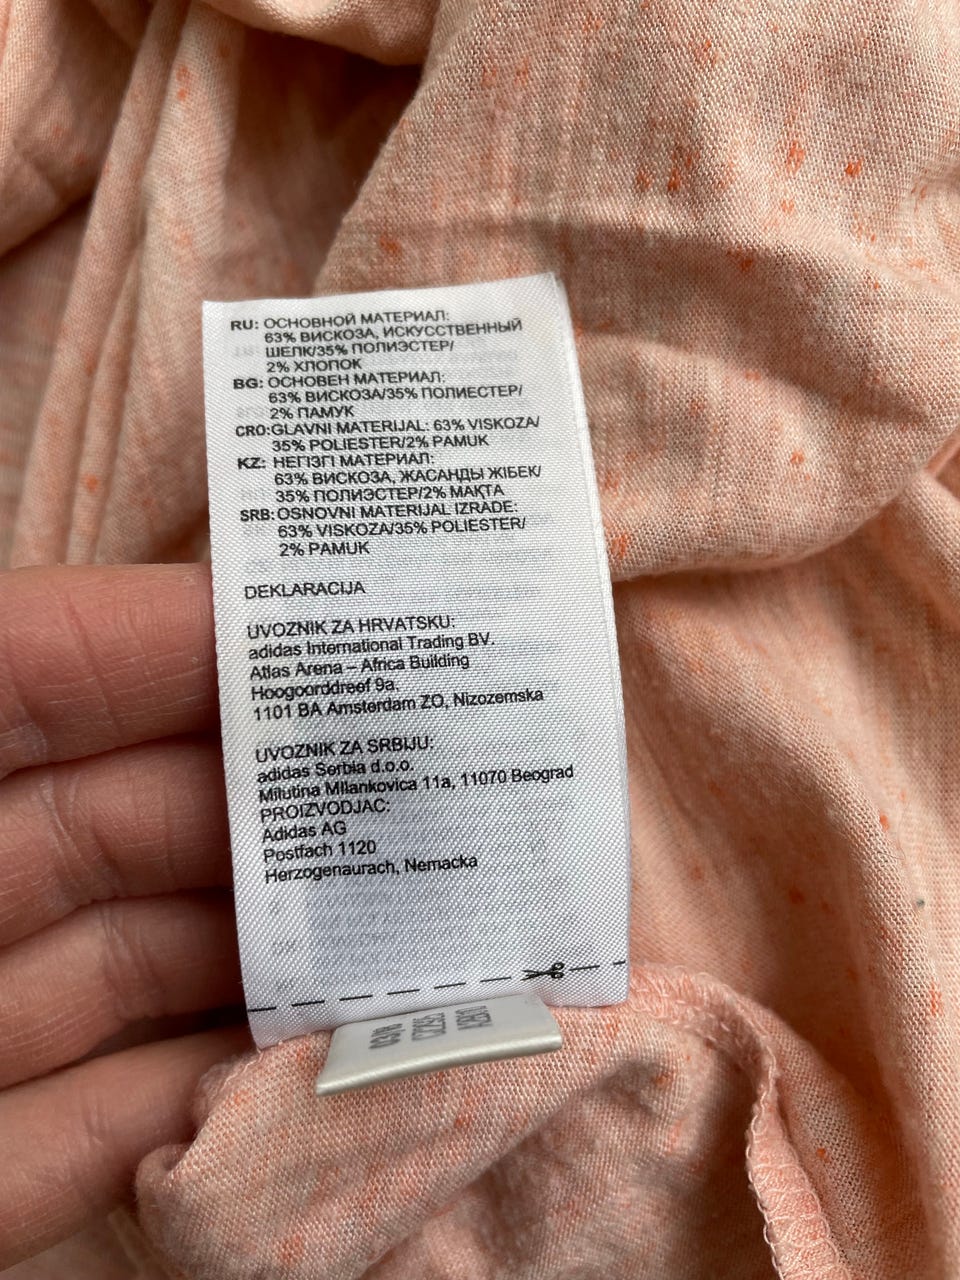 RU: ОСНОВНОЙ МАТЕРИАЛ:
63% ВИСКОЗА, ИСКУССТВЕННЫЙ
ШЕЛК/35% ПОЛИЭСТЕР/
2% ХЛОПОК
BG: ОСНОВЕН МАТЕРИАЛ:
63% ВИСКОЗА/35% ПОЛИЕСТЕР/
2% ПАМУК
CRO: GLAVNI MATERIJAL: 63% VISKOZA/
35% POLIESTER/2% PAMUK
KZ: НЕГІЗГІ МАТЕРИАЛ:
63% ВИСКОЗА, ЖАСАНДЫ ЖІБЕК/
35% ПОЛИЭСТЕР/2% МАҚТА
SRB: OSNOVNI MATERIJAL IZRADE:
63% VISKOZA/35% POLIESTER/
2% PAMUK
DEKLARACIJA
UVOZNIK ZA HRVATSKU:
adidas International Trading BV.
Atlas Arena – Africa Building
Hoogoorddreef 9a.
1101 BA Amsterdam ZO, Nizozemska
UVOZNIK ZA SRBIJU:
adidas Serbia d.o.o.
Milutina Milankovica 11a, 11070 Beograd
PROIZVODJAC:
Adidas AG
Postfach 1120
Herzogenaurach, Nemacka